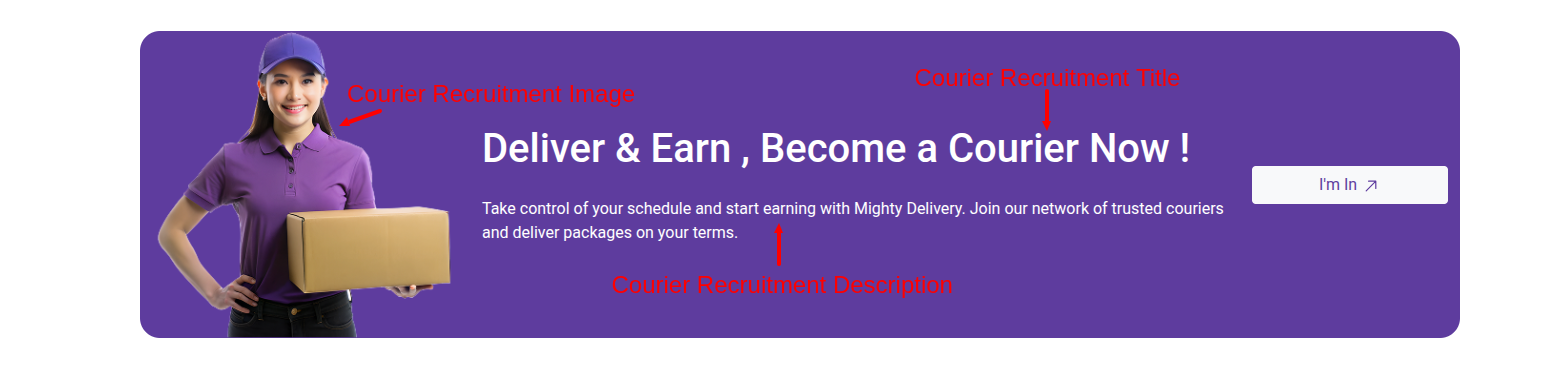 Courier Recruitment Image
Courier Recruitment Title
Deliver & Earn , Become a Courier Now !
I'm In
Take control of your schedule and start earning with Mighty Delivery. Join our network of trusted couriers
and deliver packages on your terms.
Courier Recruitment Description